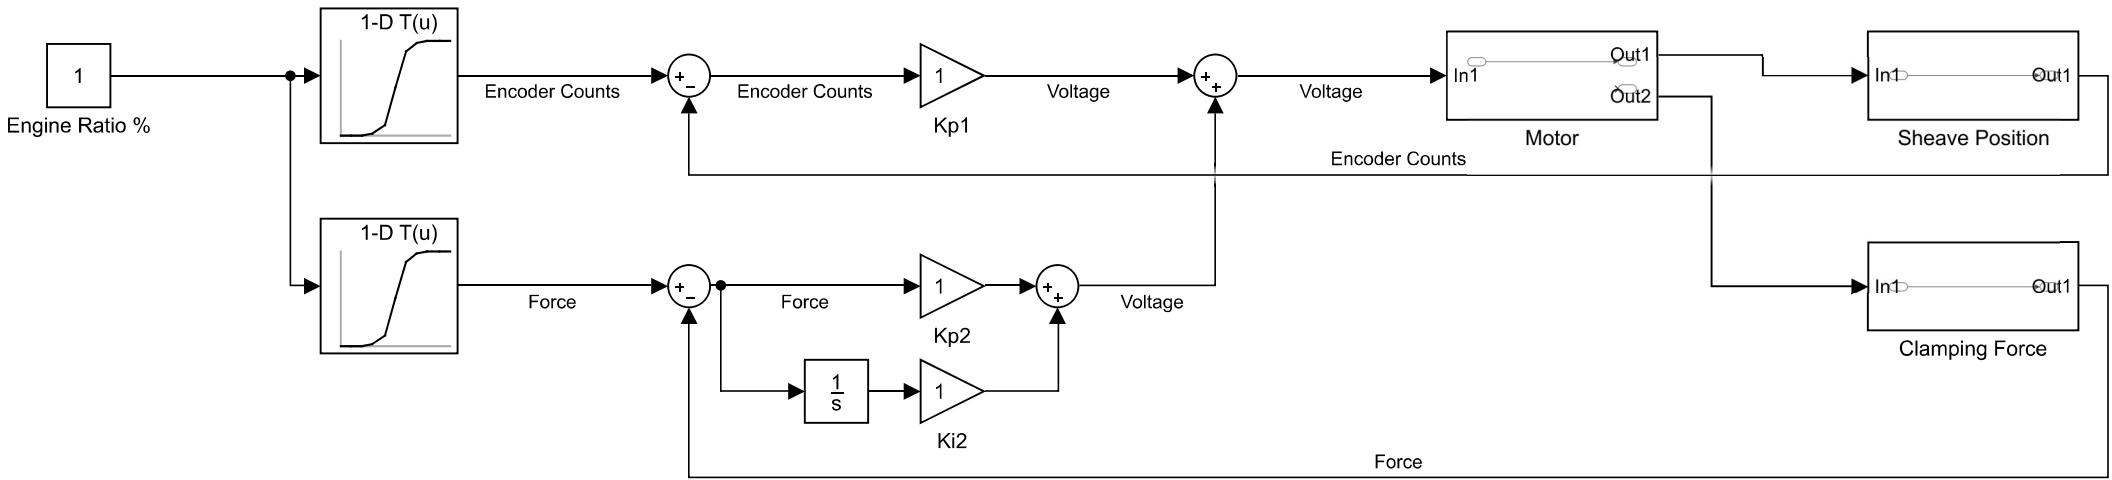 1-D T(u)
1
Engine Ratio %
Encoder Counts
+
−
Encoder Counts
1
Kp1
Voltage
+
+
Voltage
In1
Out1
Out2
Motor
In1
Out1
Sheave Position
Encoder Counts
1-D T(u)
Force
+
−
Force
1
Kp2
+
+
Voltage
In1
Out1
Clamping Force
1
s
1
Ki2
Force